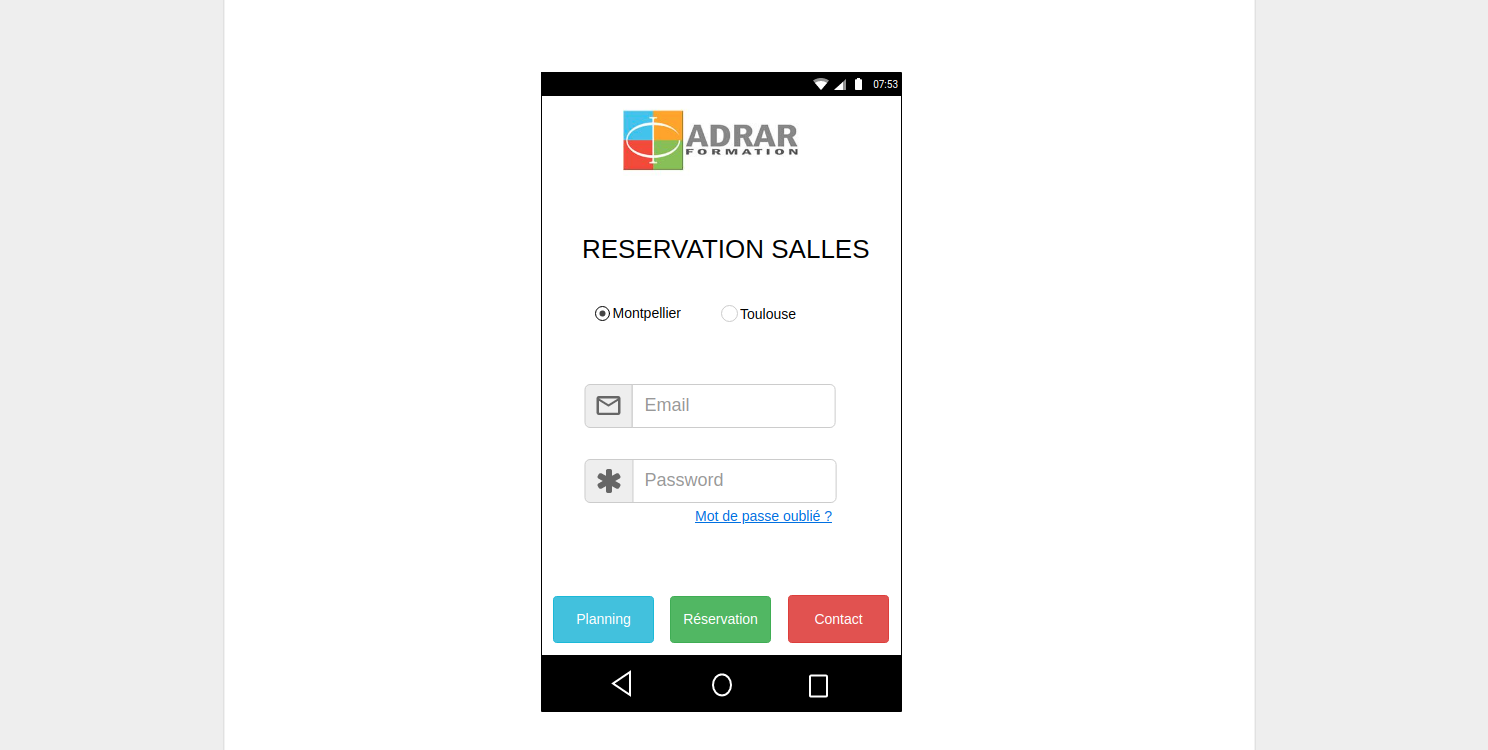 07:53
ADRAR
FORMATION
RESERVATION SALLES
Montpellier Toulouse
Email
Password
Mot de passe oublié ?
Planning Réservation Contact